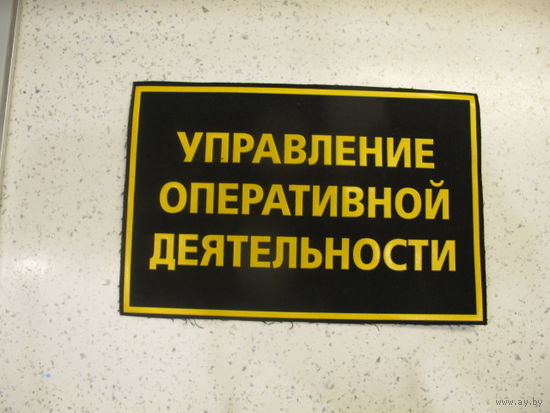 УПРАВЛЕНИЕ
ОПЕРАТИВНОЙ
ДЕЯТЕЛЬНОСТИ
© www.ay.by